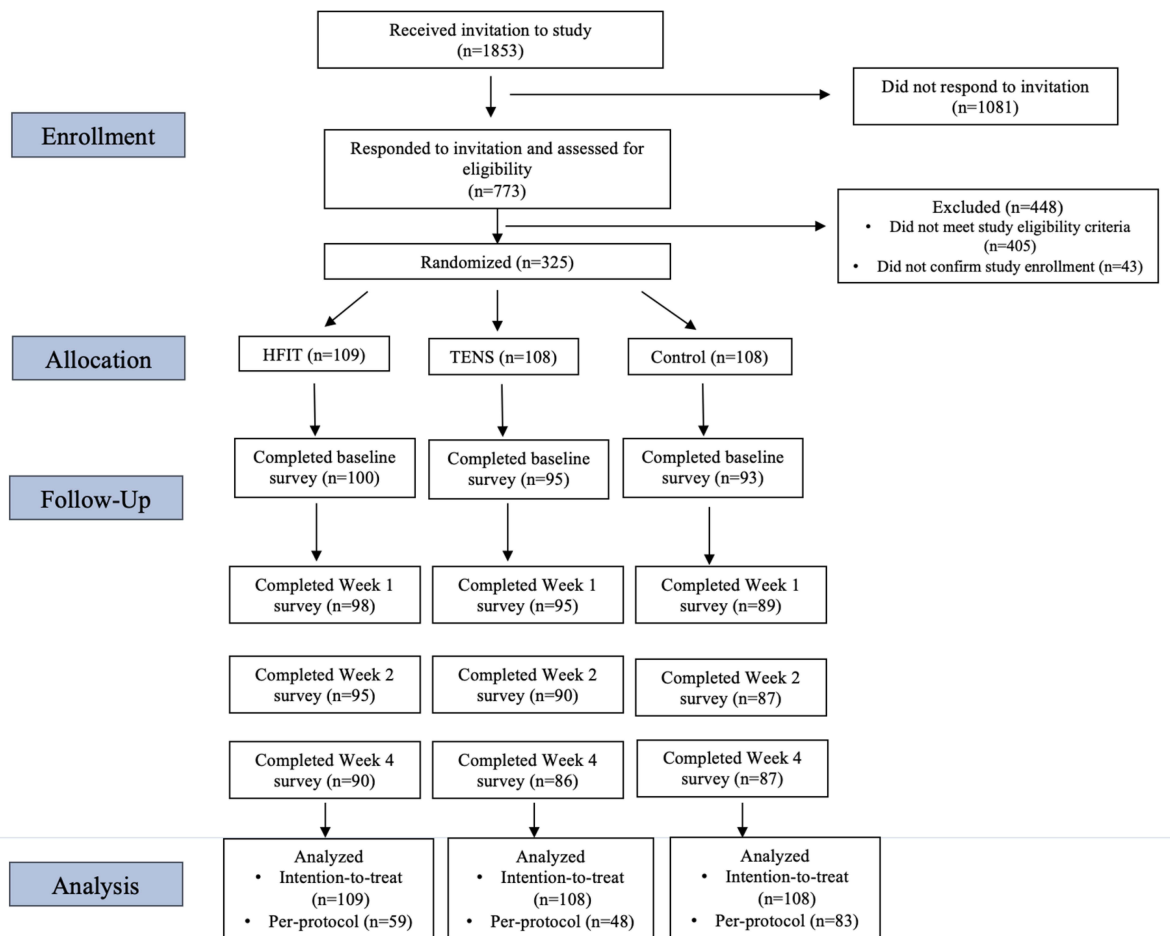 Received invitation to study
(n=1853)
Did not respond to invitation
(n=1081)
Enrollment
Responded to invitation and assessed for
eligibility
(n=773)
Excluded (n=448)
• Did not meet study eligibility criteria
(n=405)
• Did not confirm study enrollment (n=43)
Randomized (n=325)
Allocation
HFIT (n=109)
TENS (n=108)
Control (n=108)
Follow-Up
Completed baseline
survey (n=100)
Completed baseline
survey (n=95)
Completed baseline
survey (n=93)
Completed Week 1
survey (n=98)
Completed Week 1
survey (n=95)
Completed Week 1
survey (n=89)
Completed Week 2
survey (n=95)
Completed Week 2
survey (n=90)
Completed Week 2
survey (n=87)
Completed Week 4
survey (n=90)
Completed Week 4
survey (n=86)
Completed Week 4
survey (n=87)
Analysis
Analyzed
• Intention-to-treat
(n=109)
• Per-protocol (n=59)
Analyzed
• Intention-to-treat
(n=108)
• Per-protocol (n=48)
Analyzed
• Intention-to-treat
(n=108)
• Per-protocol (n=83)